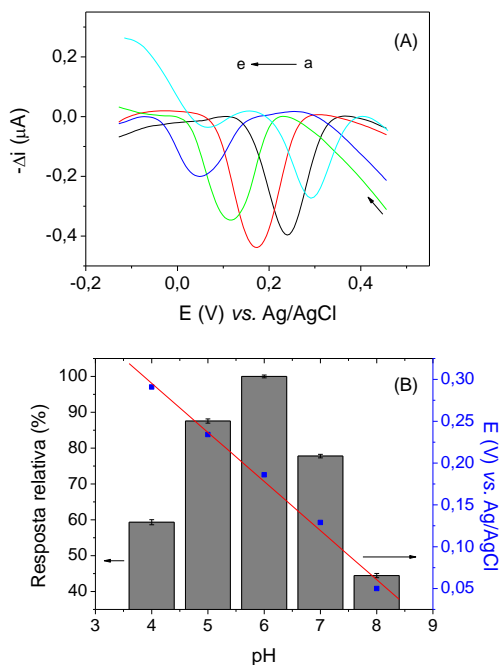 (A)
e a
0,2
0,0
-0,2
-0,4
-Δi (μA)
-0,2 0,0 0,2 0,4
E (V) vs. Ag/AgCl
(B)
100
90
80
70
60
50
40
Resposta relativa (%)
0,30
0,25
0,20
0,15
0,10
0,05
E (V) vs. Ag/AgCl
3 4 5 6 7 8 9
pH